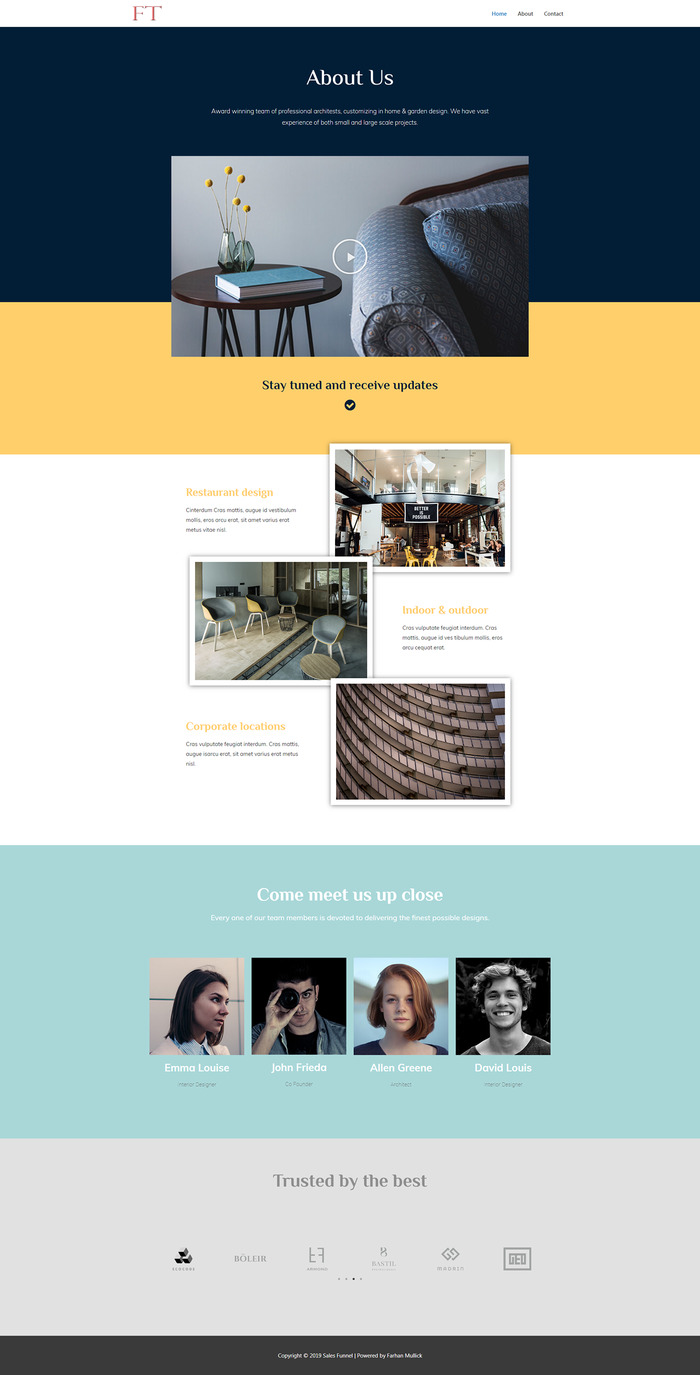 FT
Home About Contact
About Us
Award winning team of professional architests, customizing in home & garden design. We have vast
experience of both small and large scale projects.
Stay tuned and receive updates
Restaurant design
Cinterdum Cras mattis, augue id vestibulum
mollis, eros arcu erat, sit amet varius erat
metus vitae nisl.
BETTER
IS
POSSIBLE
Indoor & outdoor
Cras vulputate feugiat interdum. Cras
mattis, augue id ves tibulum mollis, eros
arcu cequat erat.
Corporate locations
Cras vulputate feugiat interdum. Cras mattis,
augue isarcu erat, sit amet varius erat metus
nisl.
Come meet us up close
Every one of our team members is devoted to delivering the finest possible designs.
Emma Louise
Interior Designer
John Frieda
Co Founder
Allen Greene
Architect
David Louis
Interior Designer
Trusted by the best
BÖLEIR
BASTIL
MADRID
GEO
Copyright © 2019 Sales Funnel | Powered by Farhan Mullick